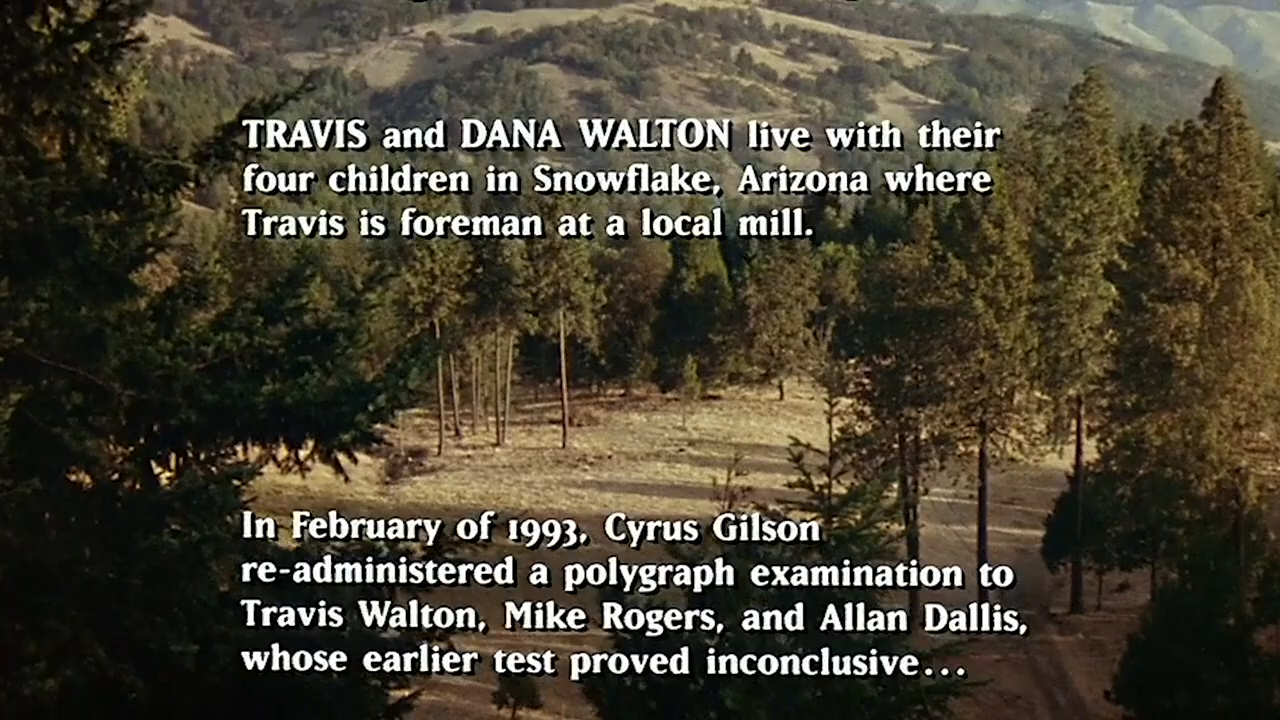 TRAVIS and DANA WALTON live with their
four children in Snowflake, Arizona where
Travis is foreman at a local mill.
In February of 1993, Cyrus Gilson
re-administered a polygraph examination to
Travis Walton, Mike Rogers, and Allan Dallis,
whose earlier test proved inconclusive...